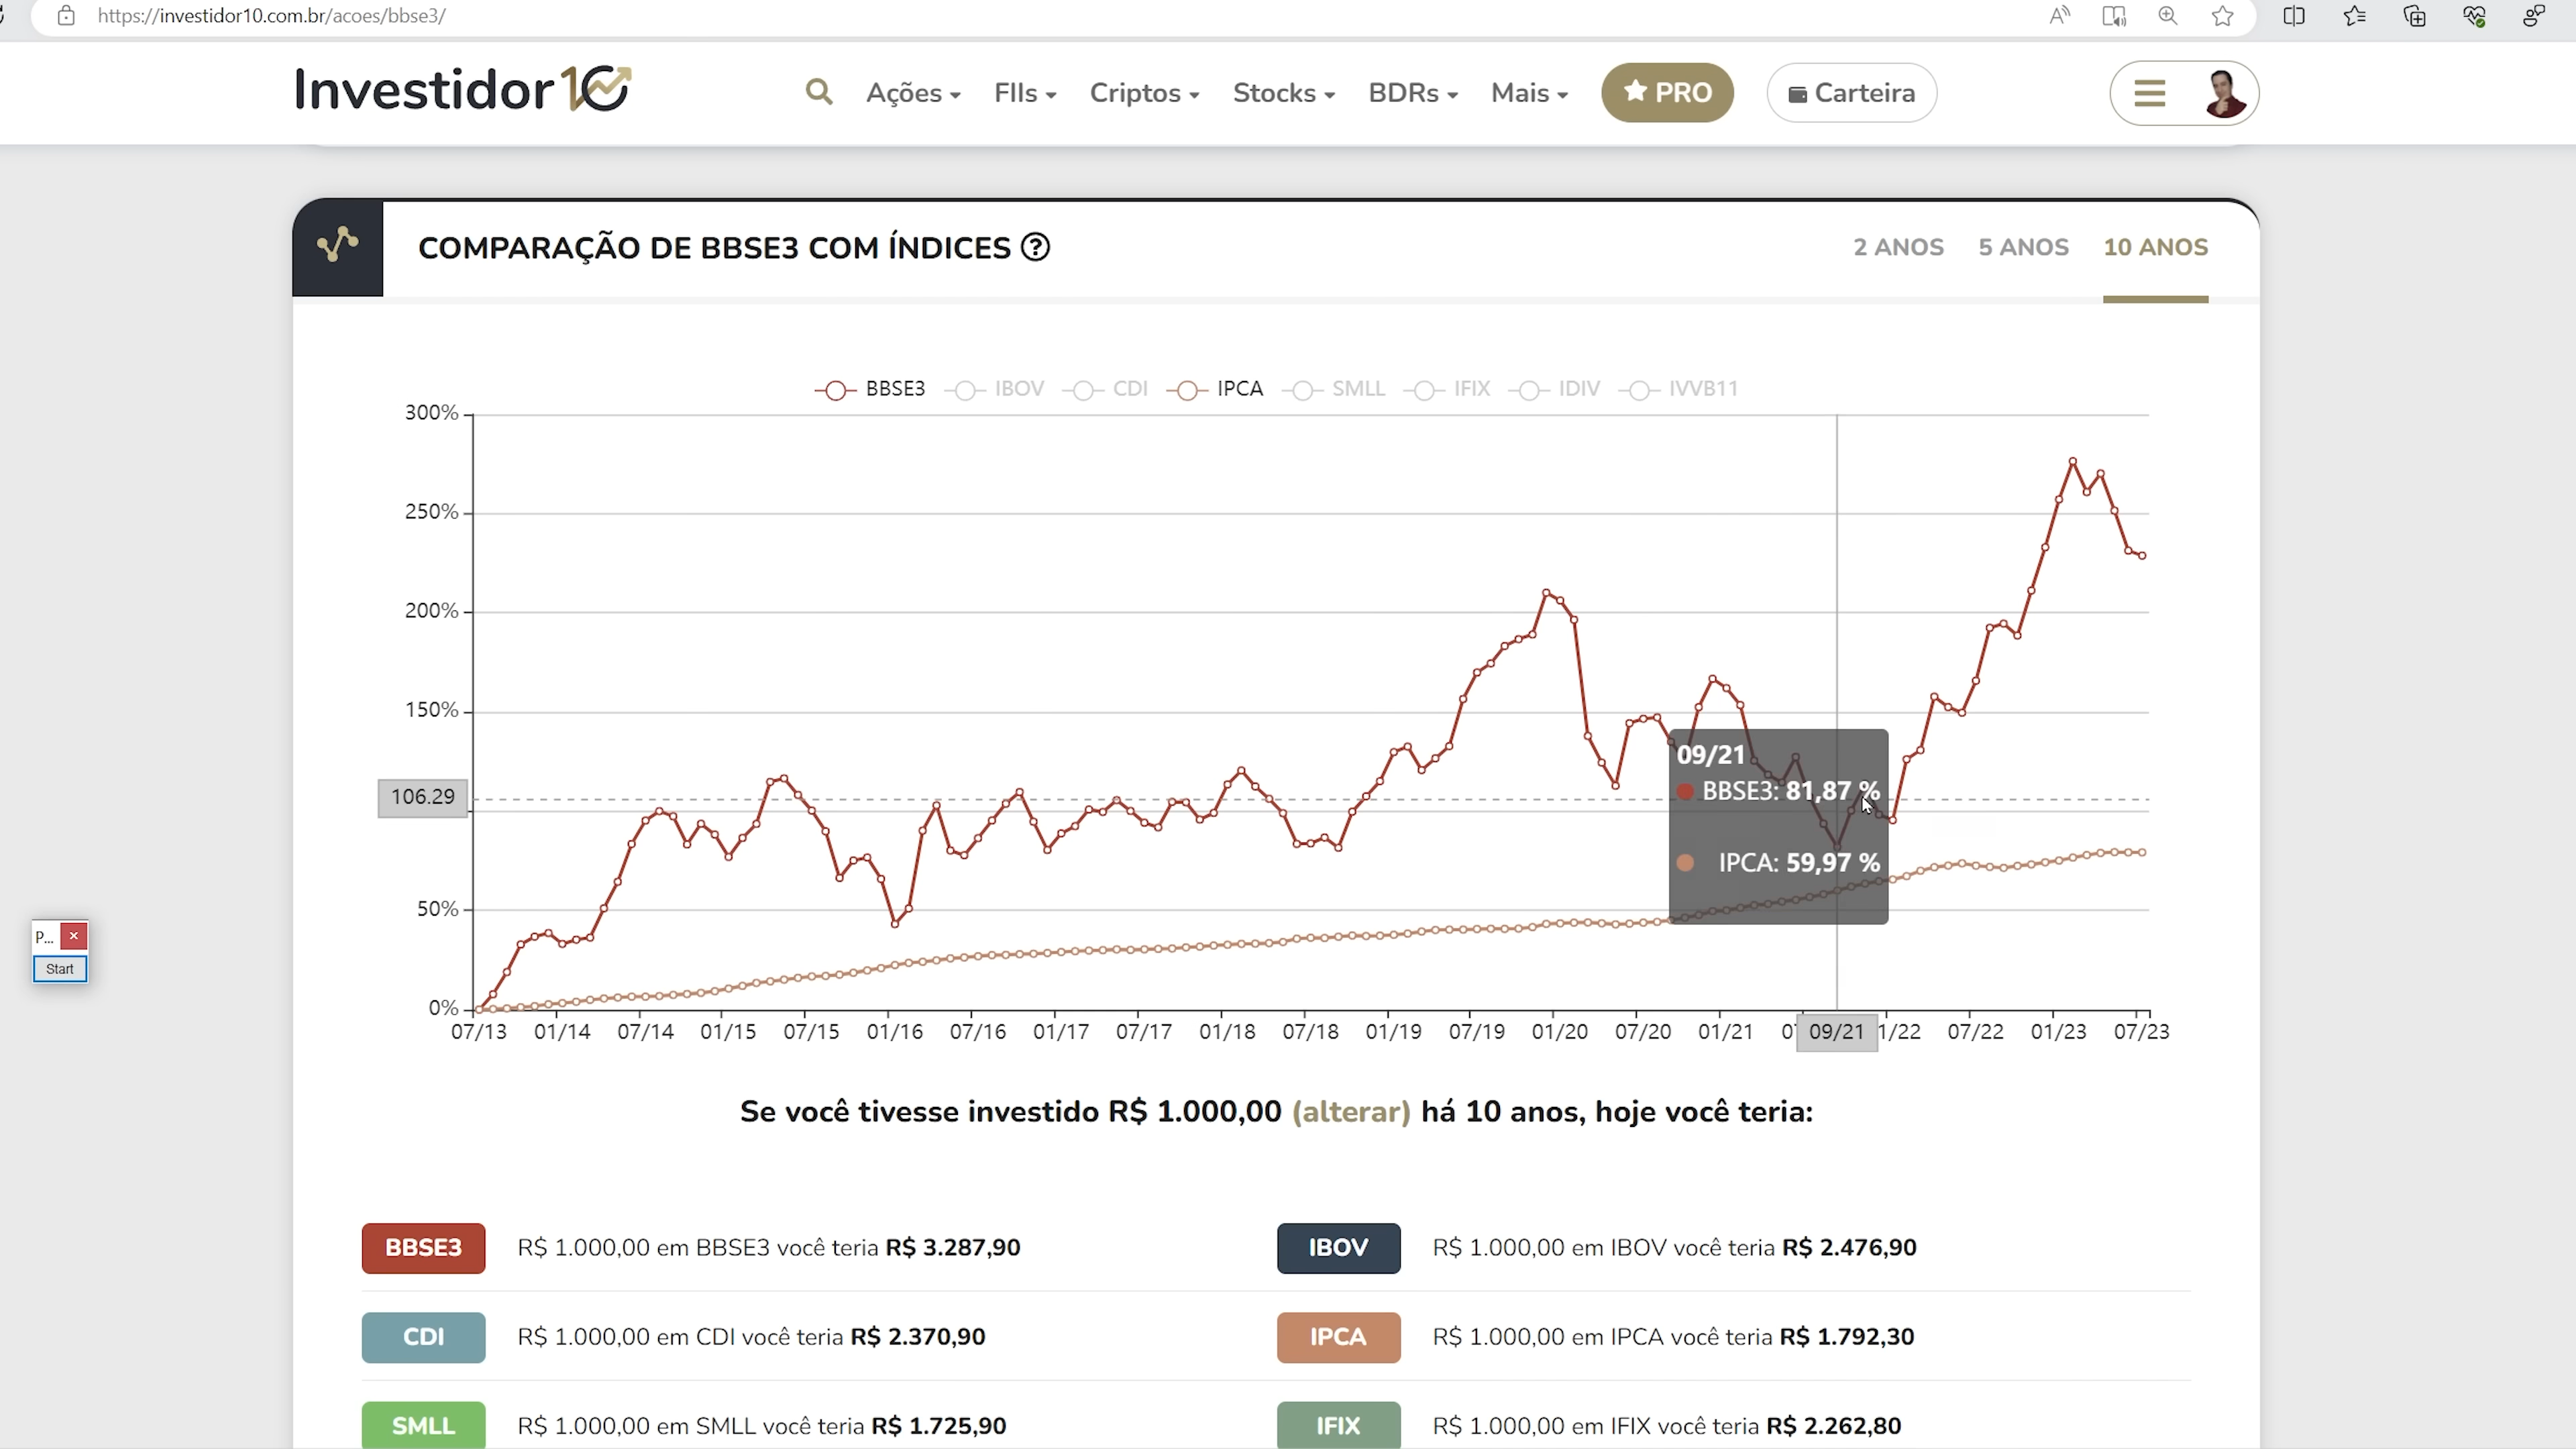 https://investidor10.com.br/acoes/bbse3/
Investidor10
Ações FIIs Criptos Stocks BDRs Mais PRO Carteira
COMPARAÇÃO DE BBSE3 COM ÍNDICES ?
2 ANOS 5 ANOS 10 ANOS
BBSE3 IBOV CDI IPCA SMLL IFIX IDIV IVVB11
300%
250%
200%
150%
106.29
50%
0%
09/21
BBSE3: 81,87 %
IPCA: 59,97 %
07/13 01/14 07/14 01/15 07/15 01/16 07/16 01/17 07/17 01/18 07/18 01/19 07/19 01/20 07/20 01/21 09/21 1/22 07/22 01/23 07/23
P...
Start
Se você tivesse investido R$ 1.000,00 (alterar) há 10 anos, hoje você teria:
BBSE3 R$ 1.000,00 em BBSE3 você teria R$ 3.287,90
IBOV R$ 1.000,00 em IBOV você teria R$ 2.476,90
CDI R$ 1.000,00 em CDI você teria R$ 2.370,90
IPCA R$ 1.000,00 em IPCA você teria R$ 1.792,30
SMLL R$ 1.000,00 em SMLL você teria R$ 1.725,90
IFIX R$ 1.000,00 em IFIX você teria R$ 2.262,80